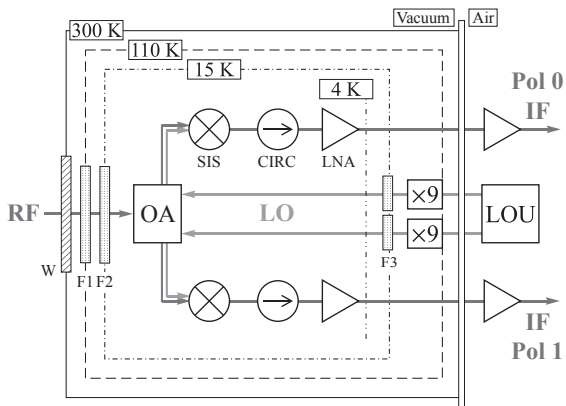 Vacuum Air
300 K
110 K
15 K
4 K
Pol 0
IF
SIS CIRC LNA
RF
OA
LO
×9
×9
LOU
W
F1 F2
F3
IF
Pol 1